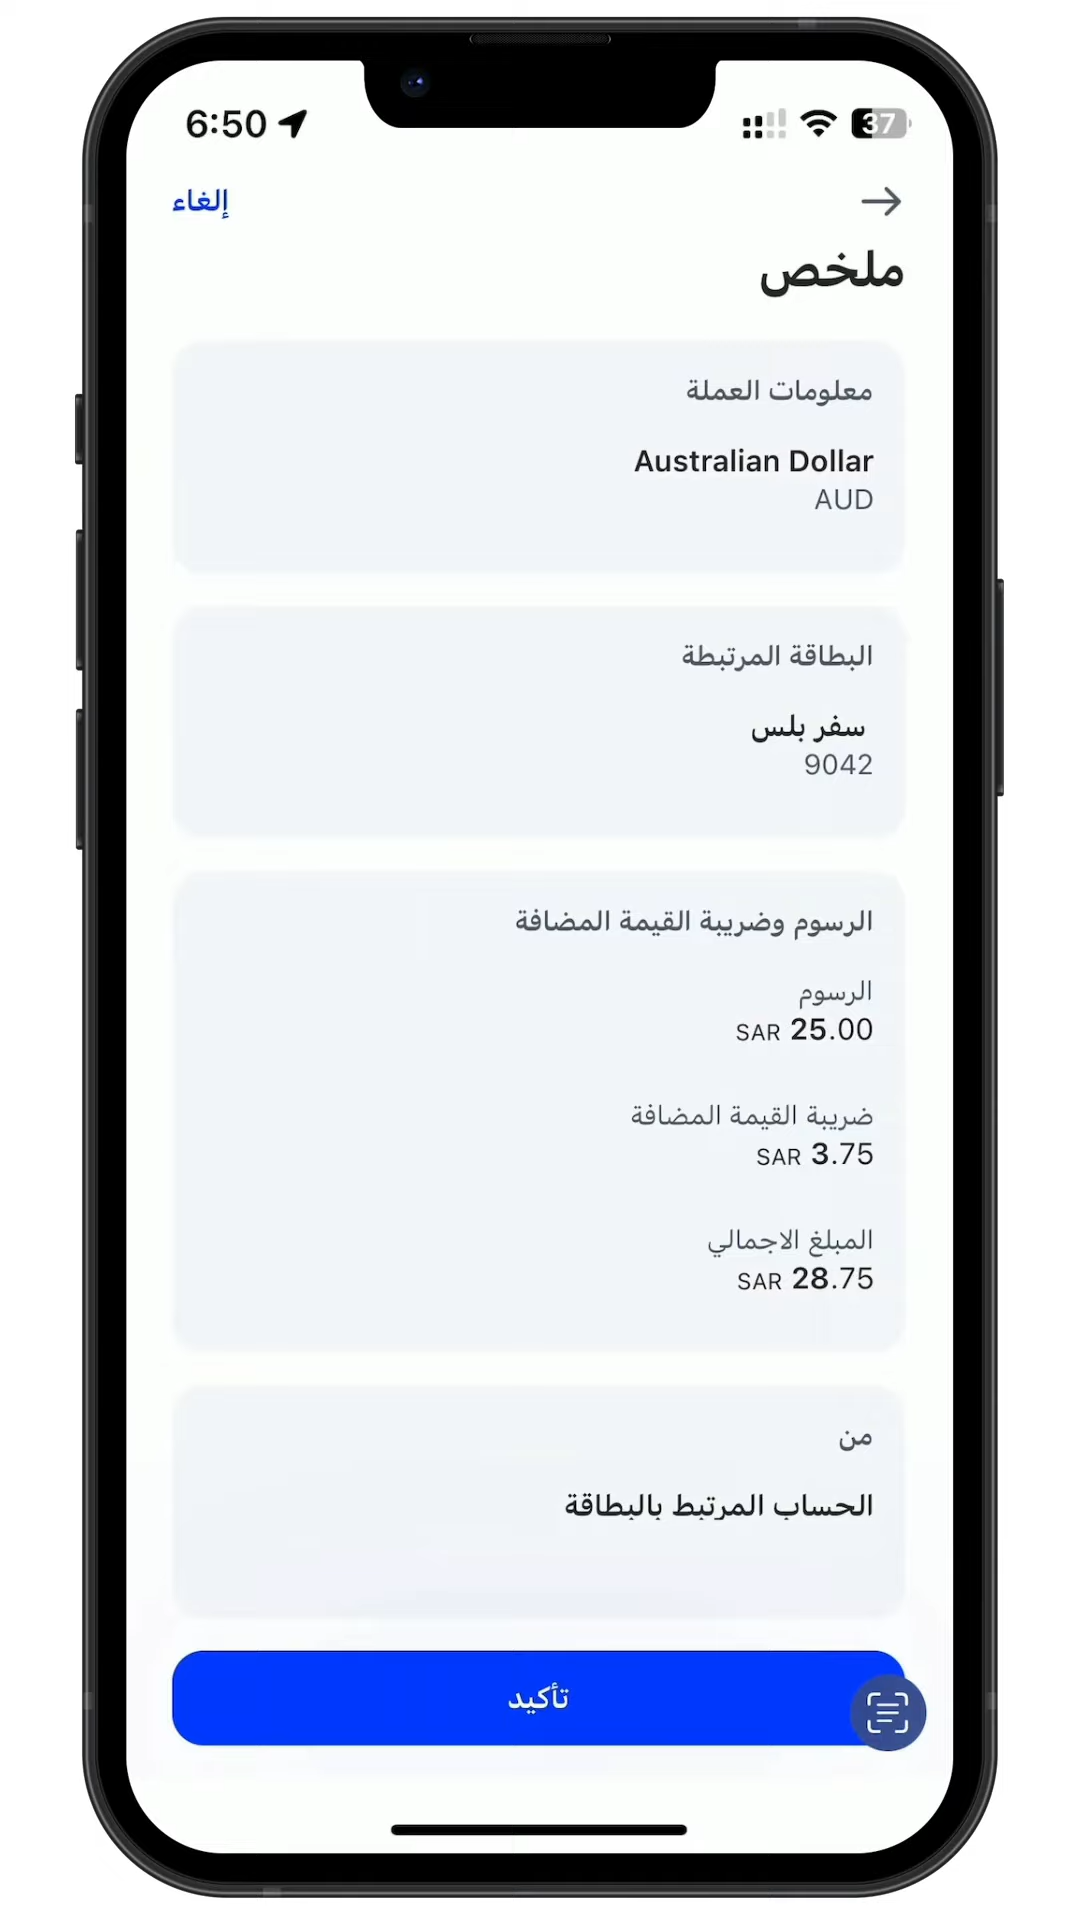 6:50
37
إلغاء
ملخص
معلومات العملة
Australian Dollar
AUD
البطاقة المرتبطة
سفر بلس
9042
الرسوم وضريبة القيمة المضافة
الرسوم
SAR 25.00
ضريبة القيمة المضافة
SAR 3.75
المبلغ الاجمالي
SAR 28.75
من
الحساب المرتبط بالبطاقة
تأكيد